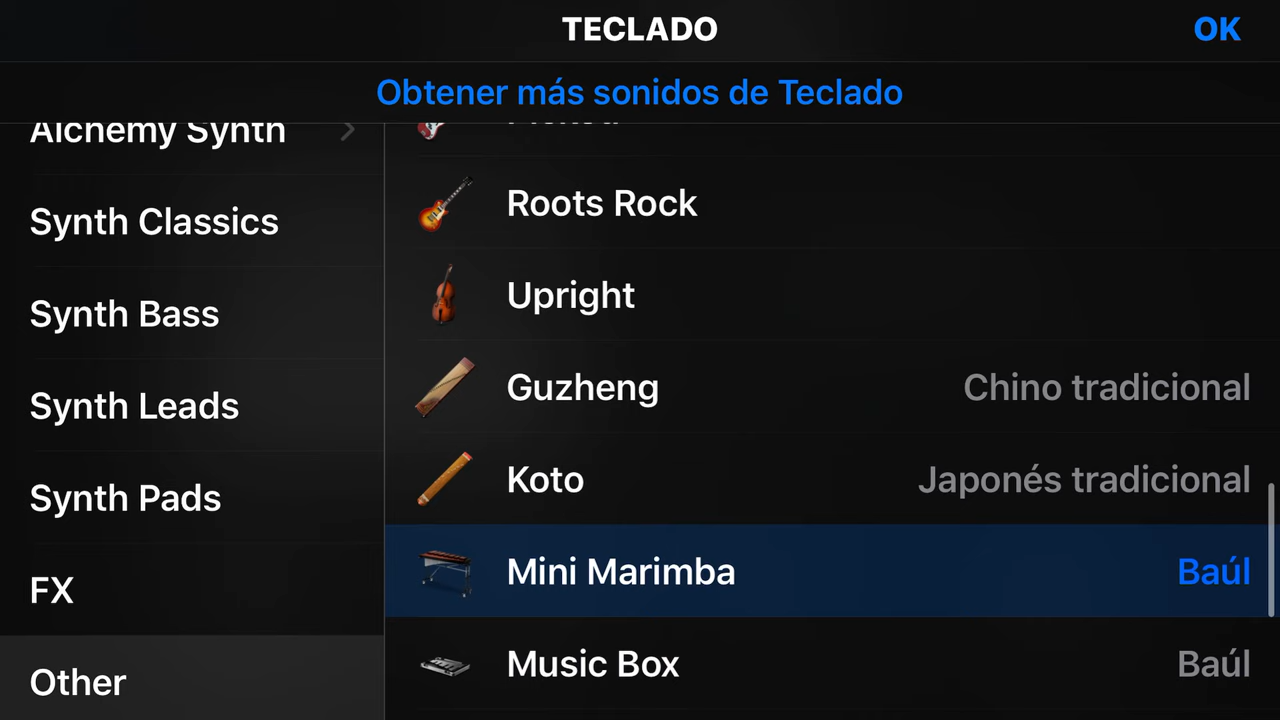 TECLADO
OK
Obtener más sonidos de Teclado
Alchemy Synth
Synth Classics
Synth Bass
Synth Leads
Synth Pads
FX
Other
Roots Rock
Upright
Guzheng Chino tradicional
Koto Japonés tradicional
Mini Marimba Baúl
Music Box Baúl